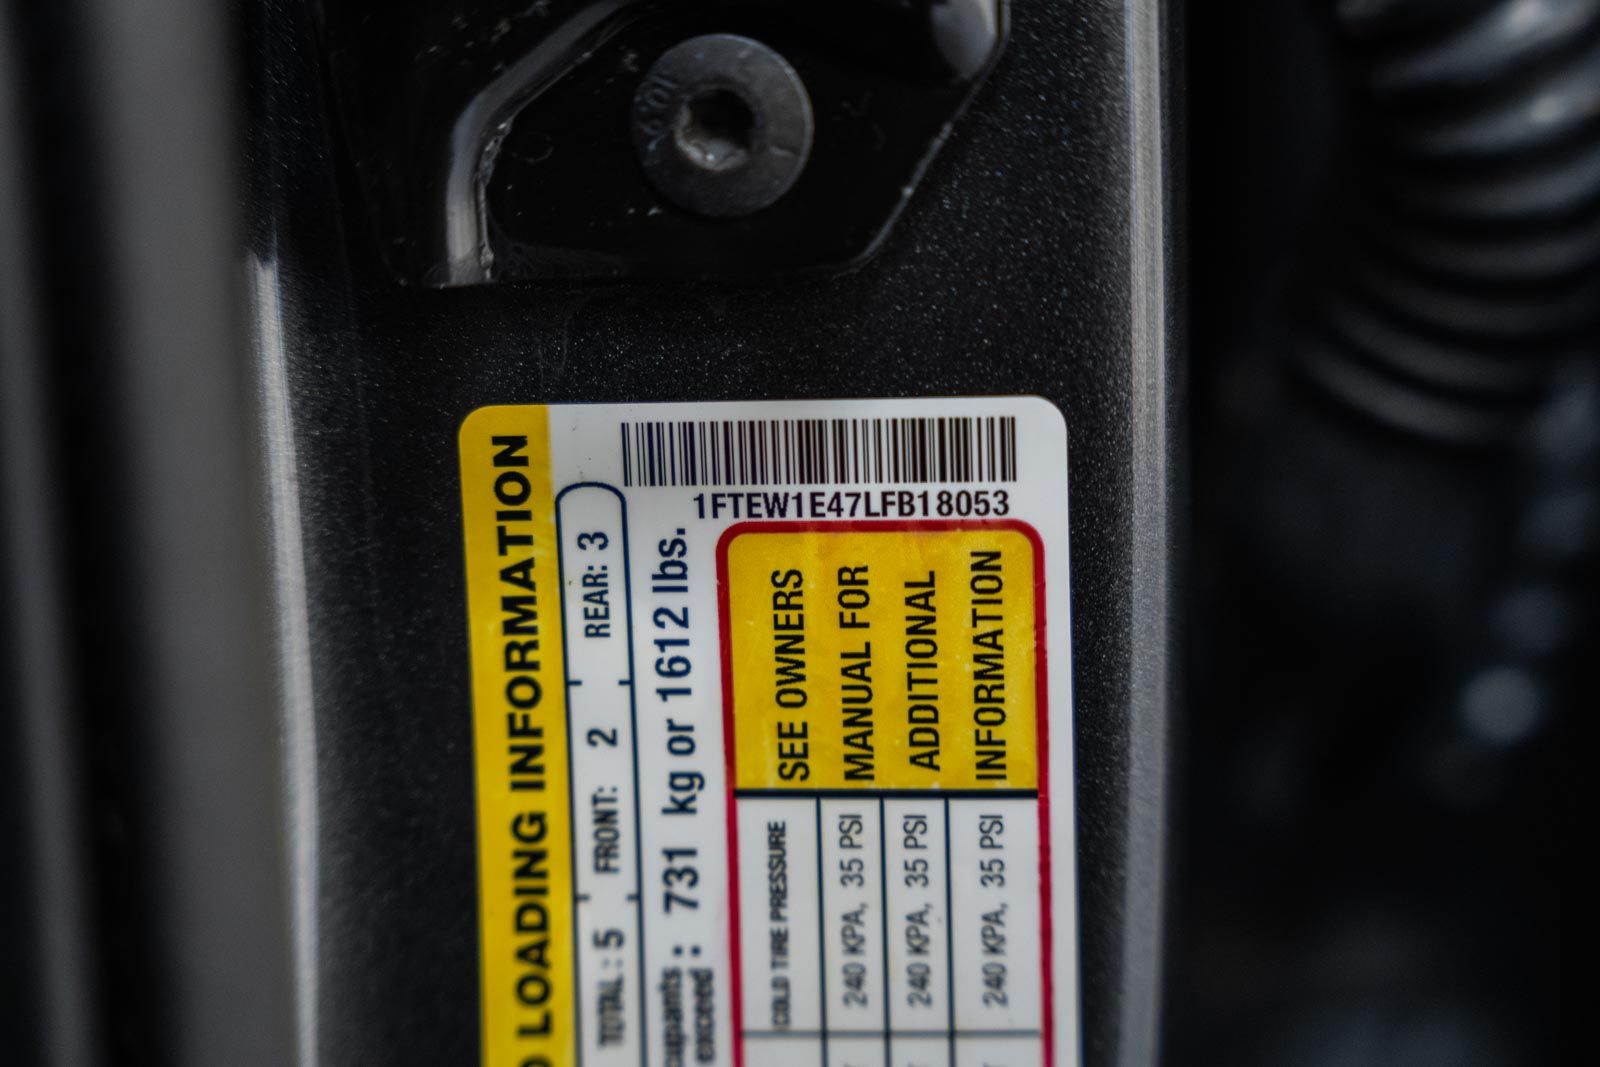 1FTEW1E47LFB18053
LOADING INFORMATION
TOTAL : 5 FRONT: 2 REAR: 3
exceed : 731 kg or 1612 lbs.
COLD TIRE PRESSURE
240 KPA, 35 PSI
240 KPA, 35 PSI
240 KPA, 35 PSI
SEE OWNERS
MANUAL FOR
ADDITIONAL
INFORMATION